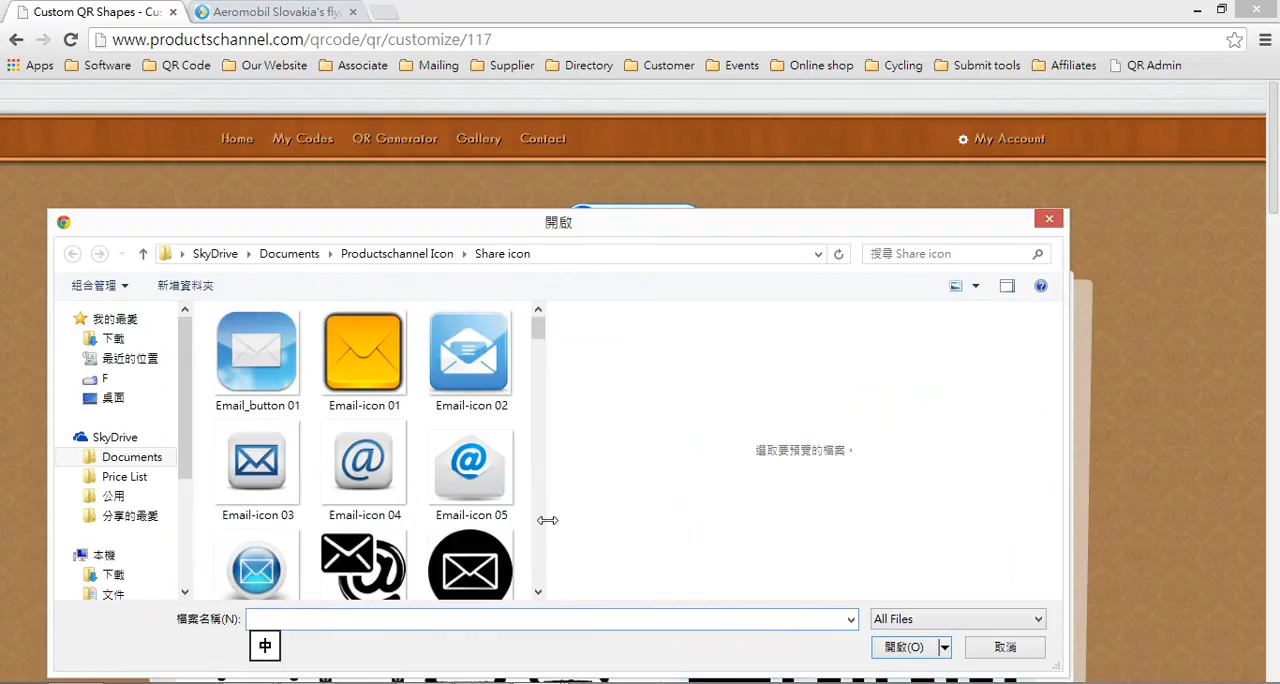 Custom QR Shapes - Cus
Aeromobil Slovakia's flyi
www.productschannel.com/qrcode/qr/customize/117
Apps Software QR Code Our Website Associate Mailing Supplier Directory Customer Events Online shop Cycling Submit tools Affiliates QR Admin
Home My Codes QR Generator Gallery Contact My Account
開啟
SkyDrive Documents Productschannel Icon Share icon
搜尋 Share icon
組合管理 新增資料夾
我的最愛
下載
最近的位置
F
桌面
SkyDrive
Documents
Price List
公用
分享的最愛
本機
下載
文件
Email_button 01 Email-icon 01 Email-icon 02
Email-icon 03 Email-icon 04 Email-icon 05
選取要預覽的檔案。
檔案名稱(N):
All Files
中
開啟(O) 取消